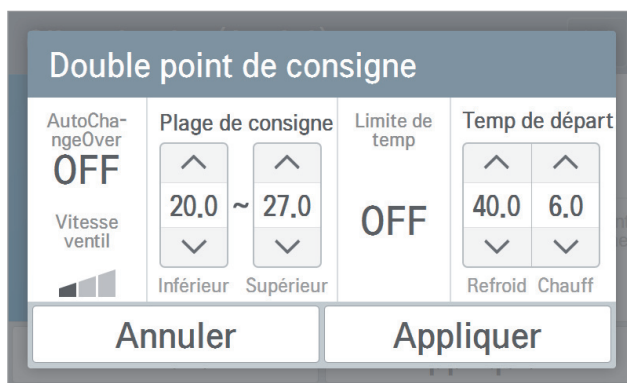 Double point de consigne
AutoCha-
ngeOver
OFF
Vitesse
ventil
Plage de consigne
20.0 ~ 27.0
Inférieur Supérieur
Limite de
temp
OFF
Temp de départ
40.0 6.0
Refroid Chauff
Annuler
Appliquer